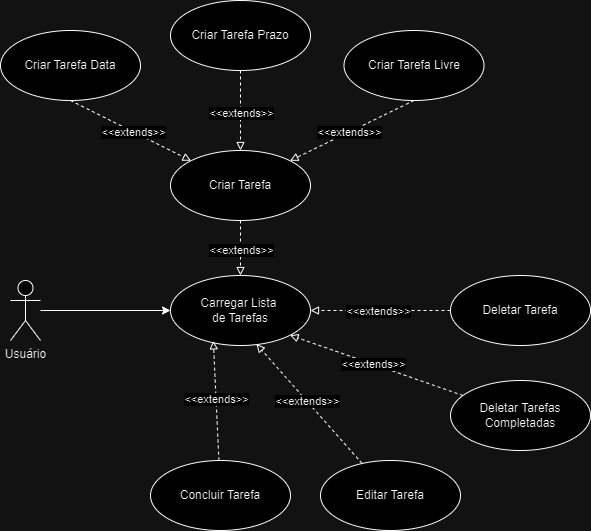 Criar Tarefa Prazo
Criar Tarefa Data
Criar Tarefa Livre
<<extends>>
<<extends>>
<<extends>>
Criar Tarefa
<<extends>>
Carregar Lista
de Tarefas
Deletar Tarefa
<<extends>>
Usuário
<<extends>>
Deletar Tarefas
Completadas
<<extends>>
<<extends>>
Concluir Tarefa
Editar Tarefa